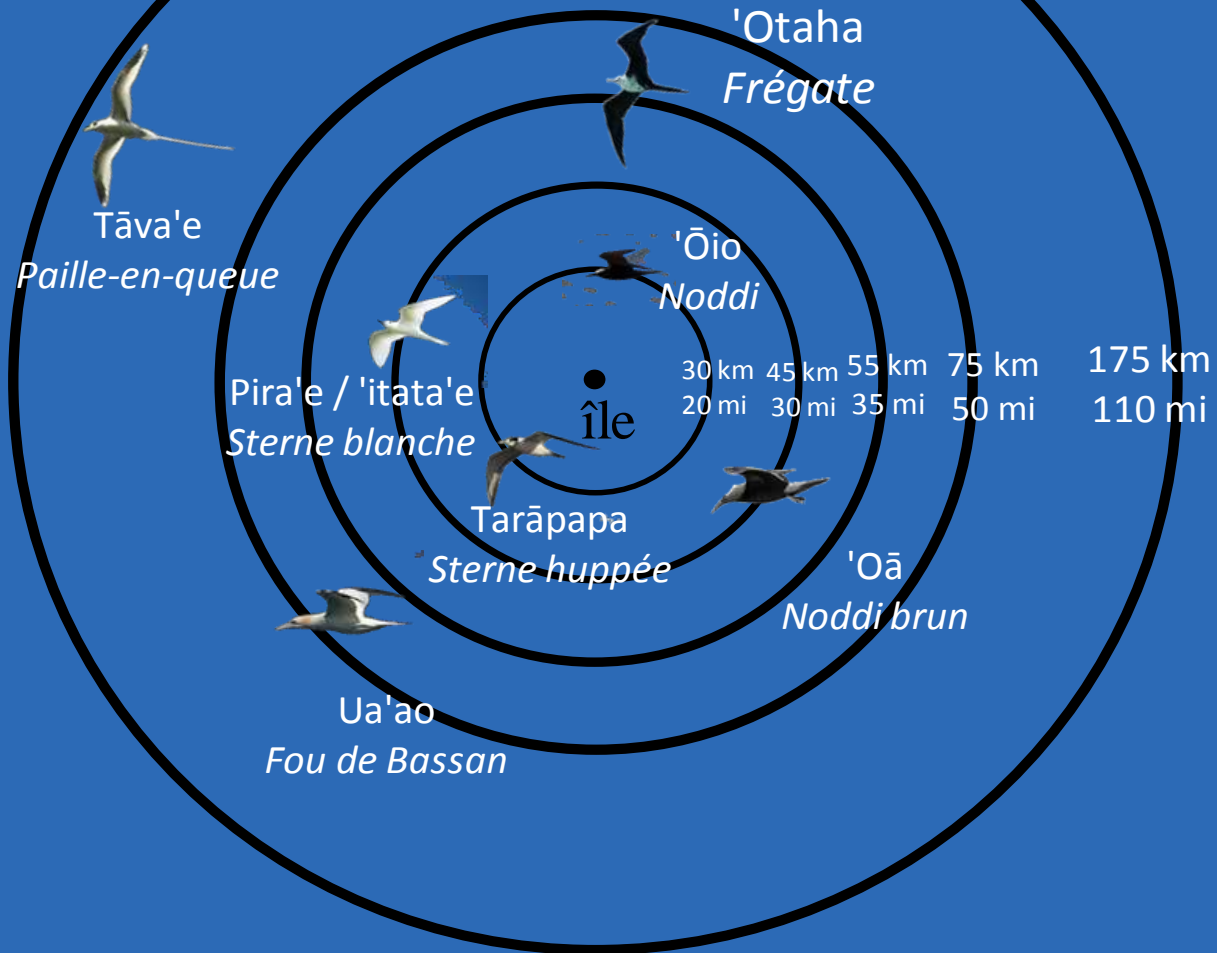 'Otaha
Frégate
Tāva'e
Paille-en-queue
'Ōio
Noddi
Pira'e / 'itata'e
Sterne blanche
30 km 45 km 55 km 75 km 175 km
20 mi 30 mi 35 mi 50 mi 110 mi
île
Tarāpapa
Sterne huppée
'Oā
Noddi brun
Ua'ao
Fou de Bassan